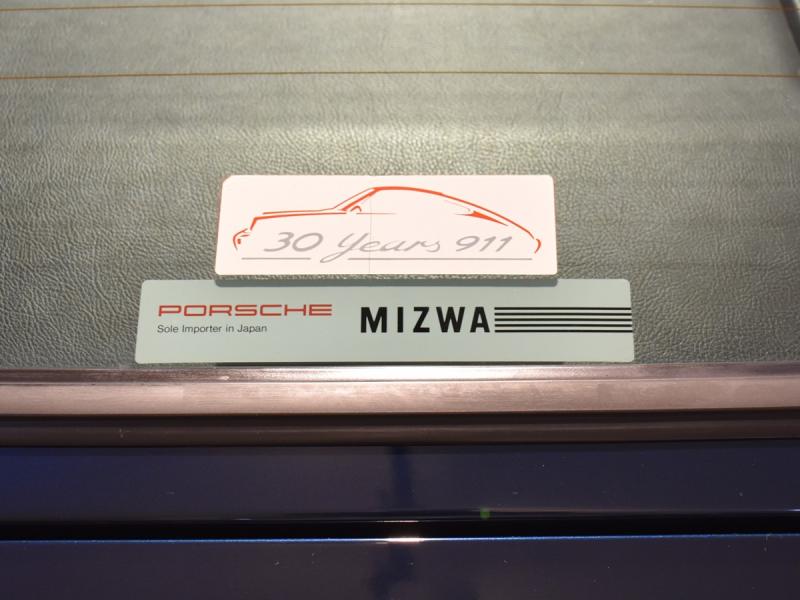 30 Years 911
PORSCHE
Sole Importer in Japan
MIZWA